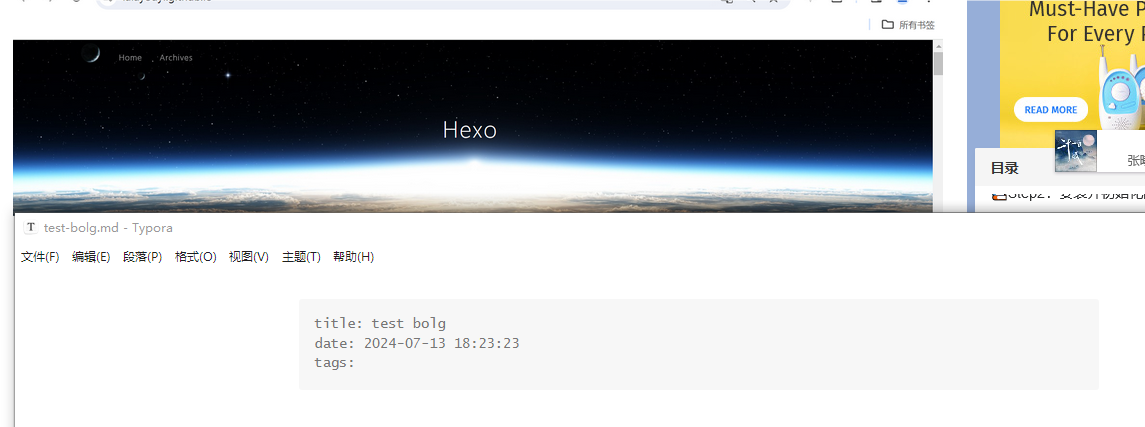 所有书签
Home Archives
Hexo
Must-Have P
For Every
READ MORE
目录
test-bolg.md - Typora
文件(F) 编辑(E) 段落(P) 格式(O) 视图(V) 主题(T) 帮助(H)
title: test bolg
date: 2024-07-13 18:23:23
tags: